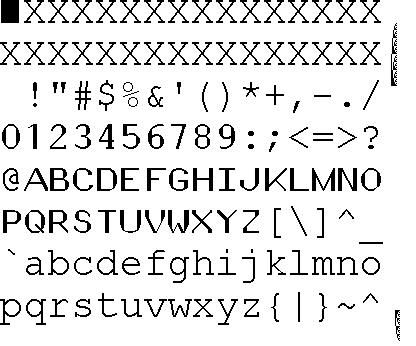 █XXXXXXXXXXXXXXX
XXXXXXXXXXXXXXXX
 !"#$%&'()*+,-./
0123456789:;<=>?
@ABCDEFGHIJKLMNO
PQRSTUVWXYZ[\]^_
`abcdefghijklmno
pqrstuvwxyz{|}~^